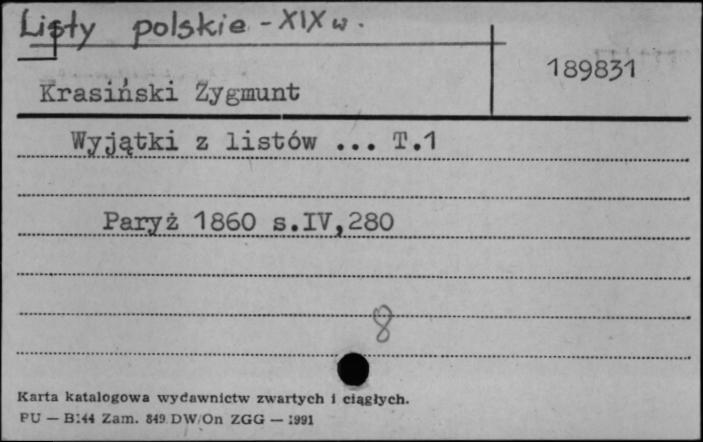 Listy polskie - XIX w.
189831
Krasiński Zygmunt
Wyjątki z listów ... T.1
Paryż 1860 s.IV,280
8
Karta katalogowa wydawnictw zwartych i ciągłych.
PU — B144 Zam. 849 DW/On ZGG — 1991